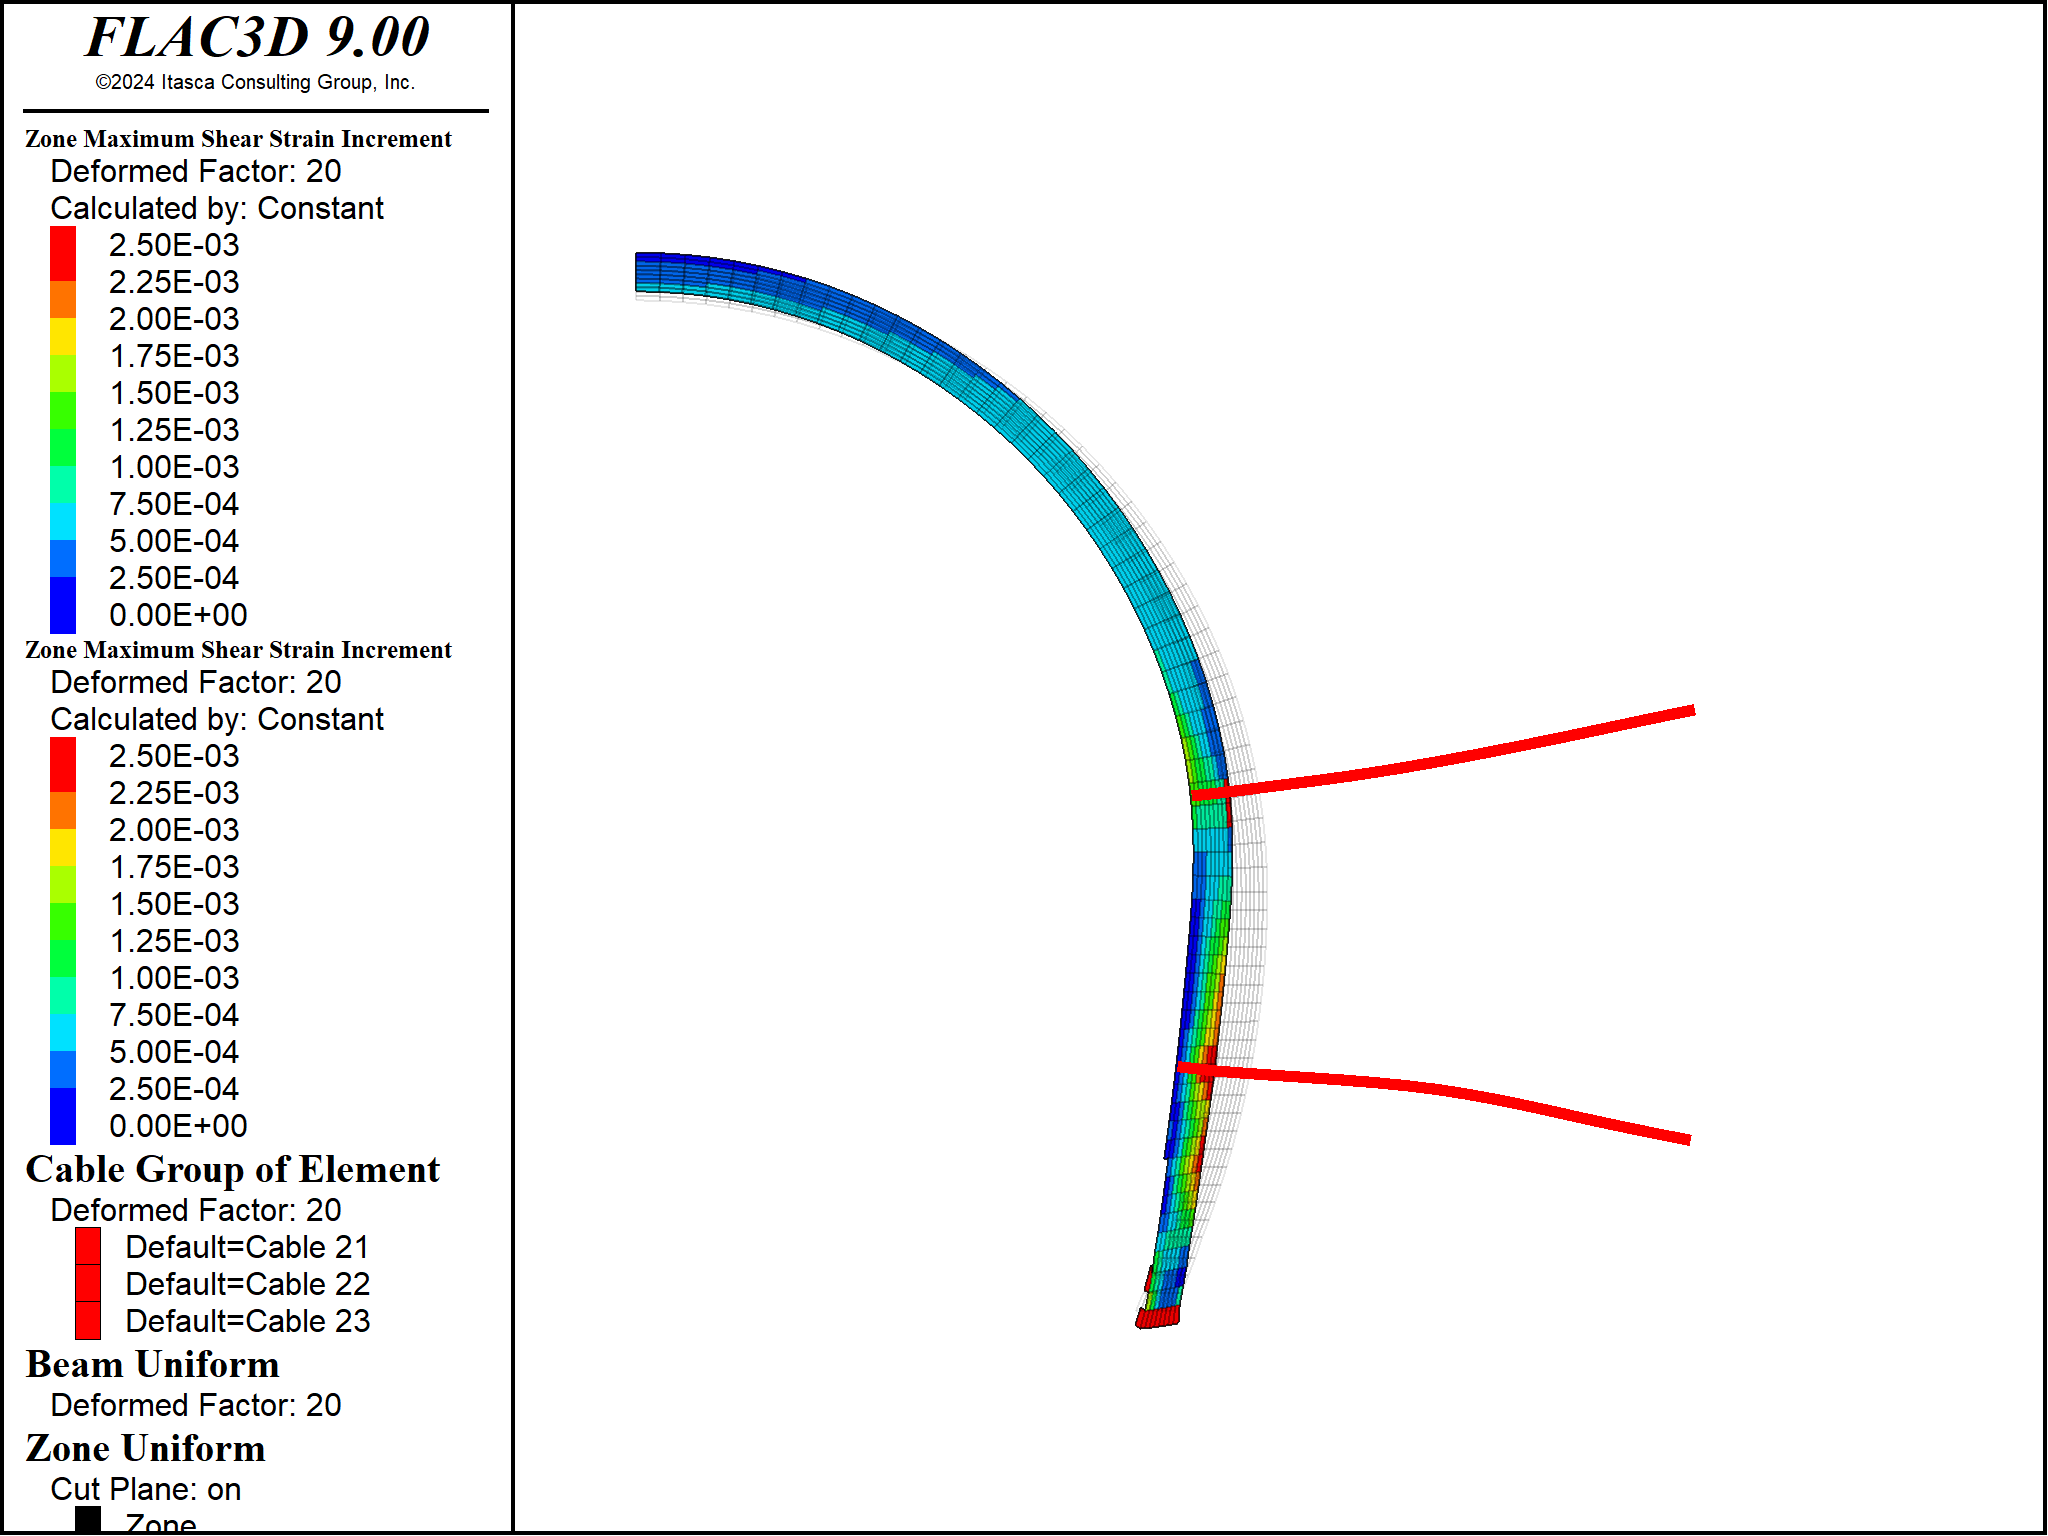 FLAC3D 9.00
©2024 Itasca Consulting Group, Inc.
Zone Maximum Shear Strain Increment
Deformed Factor: 20
Calculated by: Constant
2.50E-03
2.25E-03
2.00E-03
1.75E-03
1.50E-03
1.25E-03
1.00E-03
7.50E-04
5.00E-04
2.50E-04
0.00E+00
Zone Maximum Shear Strain Increment
Deformed Factor: 20
Calculated by: Constant
2.50E-03
2.25E-03
2.00E-03
1.75E-03
1.50E-03
1.25E-03
1.00E-03
7.50E-04
5.00E-04
2.50E-04
0.00E+00
Cable Group of Element
Deformed Factor: 20
Default=Cable 21
Default=Cable 22
Default=Cable 23
Beam Uniform
Deformed Factor: 20
Zone Uniform
Cut Plane: on
Zone